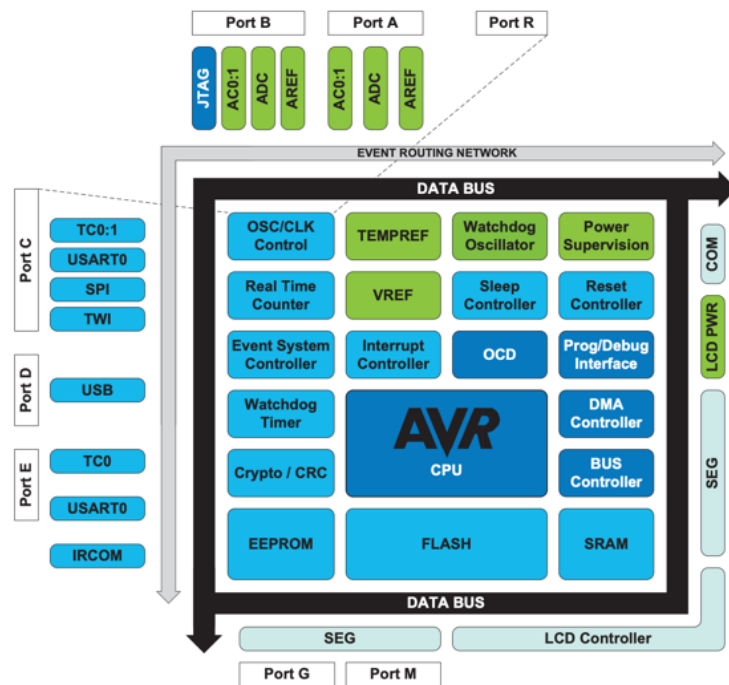 Port B
Port A
Port R
JTAG
AC0:1
ADC
AREF
AC0:1
ADC
AREF
EVENT ROUTING NETWORK
DATA BUS
Port C
TC0:1
USART0
SPI
TWI
Port D
USB
Port E
TC0
USART0
IRCOM
OSC/CLK
Control
TEMPREF
Watchdog
Oscillator
Power
Supervision
Real Time
Counter
VREF
Sleep
Controller
Reset
Controller
Event System
Controller
Interrupt
Controller
OCD
Prog/Debug
Interface
Watchdog
Timer
AVR
CPU
DMA
Controller
Crypto / CRC
BUS
Controller
EEPROM
FLASH
SRAM
COM
LCD PWR
SEG
DATA BUS
SEG
LCD Controller
Port G
Port M